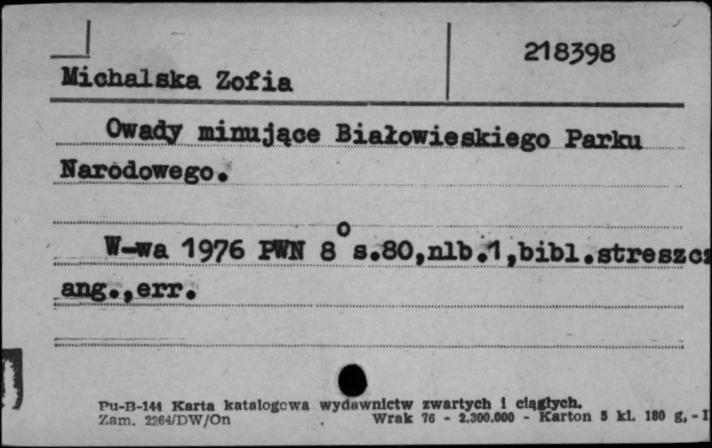 218398
Michalska Zofia
Owady minujące Białowieskiego Parku
Narodowego.
W-wa 1976 PWN 8° s.80,nlb.1,bibl.streszcz
ang.,err.
Pu-B-144 Karta katalogowa wydawnictw zwartych i ciągłych.
Zam. 2264/DW/On Wrak 76 - 2.300.000 - Karton 5 kl. 180 g, -